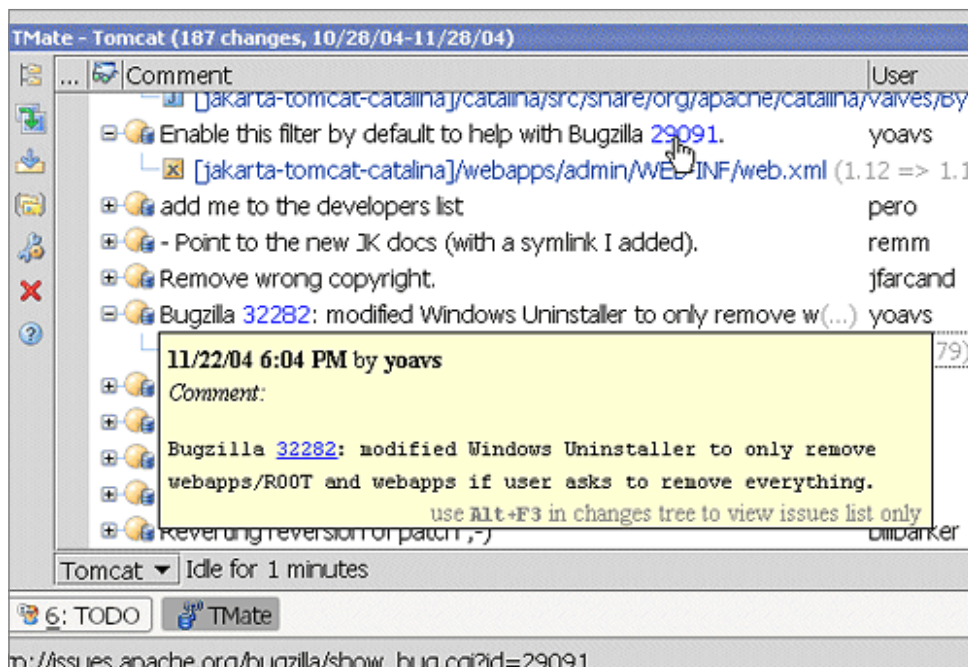 TMate - Tomcat (187 changes, 10/28/04-11/28/04)
... Comment User
[jakarta-tomcat-catalina]/catalina/src/share/org/apache/catalina/valves/By
Enable this filter by default to help with Bugzilla 29091. yoavs
[jakarta-tomcat-catalina]/webapps/admin/WEB-INF/web.xml (1.12 => 1.1
add me to the developers list pero
- Point to the new JK docs (with a symlink I added). remm
Remove wrong copyright. jfarcand
Bugzilla 32282: modified Windows Uninstaller to only remove w(...) yoavs
79)
11/22/04 6:04 PM by yoavs
Comment:
Bugzilla 32282: modified Windows Uninstaller to only remove
webapps/ROOT and webapps if user asks to remove everything.
use Alt+F3 in changes tree to view issues list only
Reverting reversion of patch ;-) billbarker
Tomcat Idle for 1 minutes
6: TODO TMate
p://issues.apache.org/bugzilla/show_bug.cgi?id=29091